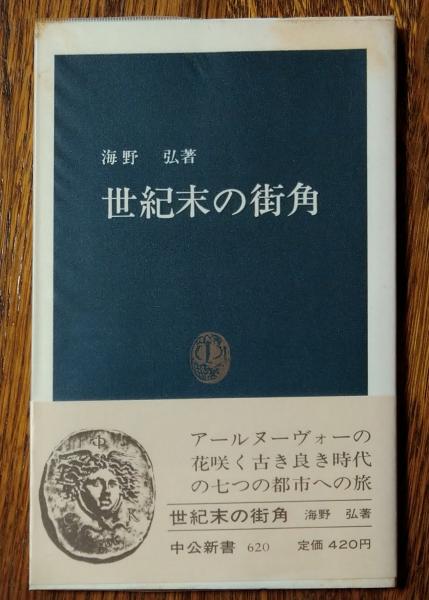 海野 弘著
世紀末の街角
アールヌーヴォーの
花咲く古き良き時代
の七つの都市への旅
世紀末の街角 海野 弘著
中公新書 620 定価 420円